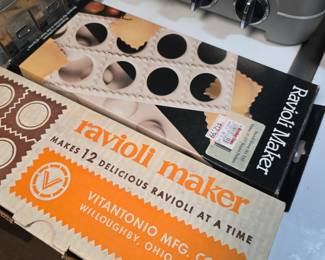 Ravioli Maker
ravioli maker
MAKES 12 DELICIOUS RAVIOLI AT A TIME
VITANTONIO MFG. CO
WILLOUGHBY, OHIO